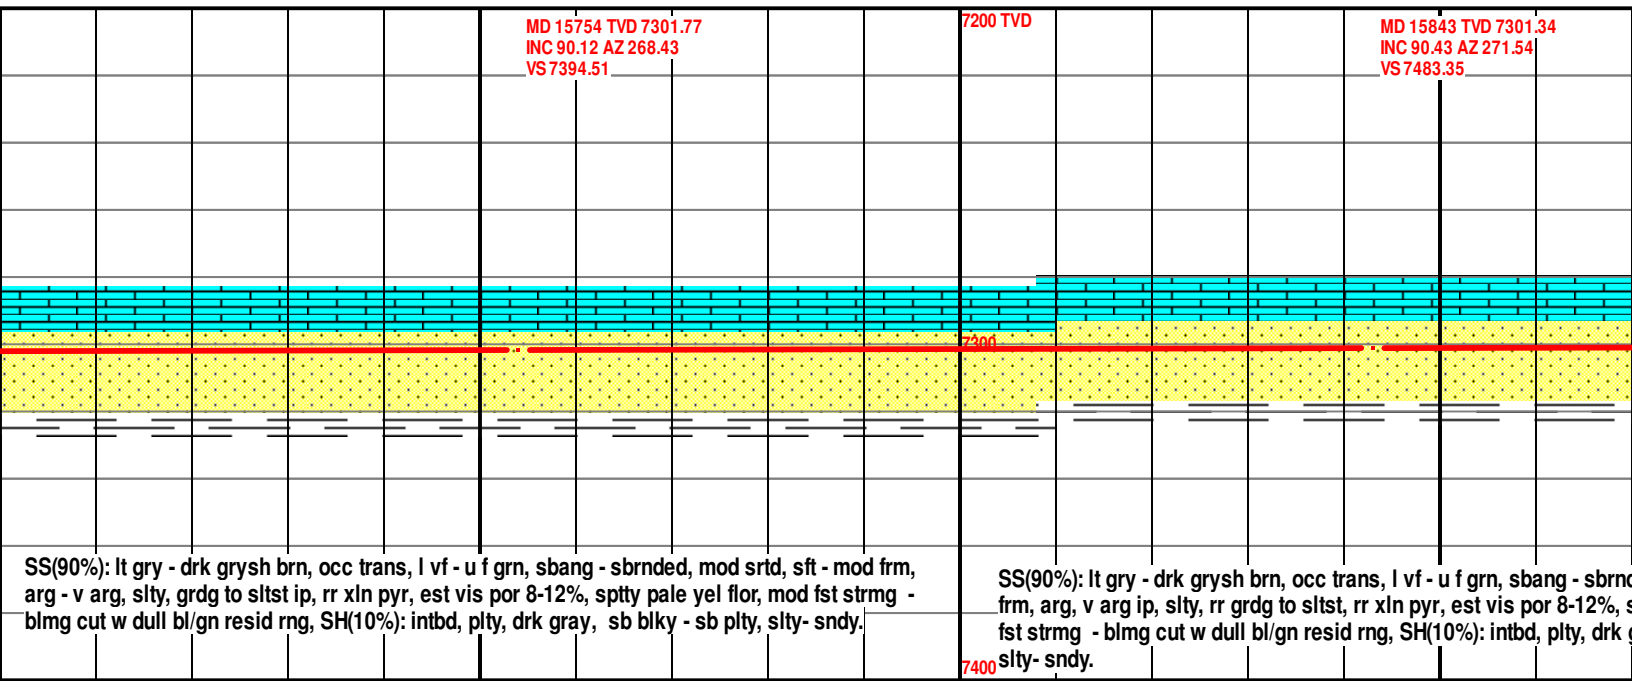 MD 15754 TVD 7301.77
INC 90.12 AZ 268.43
VS 7394.51
7200 TVD
MD 15843 TVD 7301.34
INC 90.43 AZ 271.54
VS 7483.35
7300
SS(90%): lt gry - drk grysh brn, occ trans, l vf - u f grn, sbang - sbrnded, mod srtd, sft - mod frm,
arg - v arg, slty, grdg to sltst ip, rr xln pyr, est vis por 8-12%, sptty pale yel flor, mod fst strmg -
blmg cut w dull bl/gn resid rng, SH(10%): intbd, plty, drk gray, sb blky - sb plty, slty- sndy.
SS(90%): lt gry - drk grysh brn, occ trans, l vf - u f grn, sbang
frm, arg, v arg ip, slty, rr grdg to sltst, rr xln pyr, est vis por 8-12%,
fst strmg - blmg cut w dull bl/gn resid rng, SH(10%): intbd, plty, drk
slty- sndy.
7400